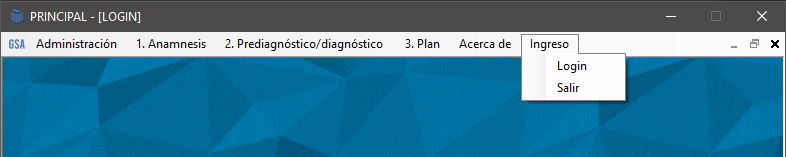 PRINCIPAL - [LOGIN]
GSA Administración 1. Anamnesis 2. Prediagnóstico/diagnóstico 3. Plan Acerca de Ingreso
Login
Salir